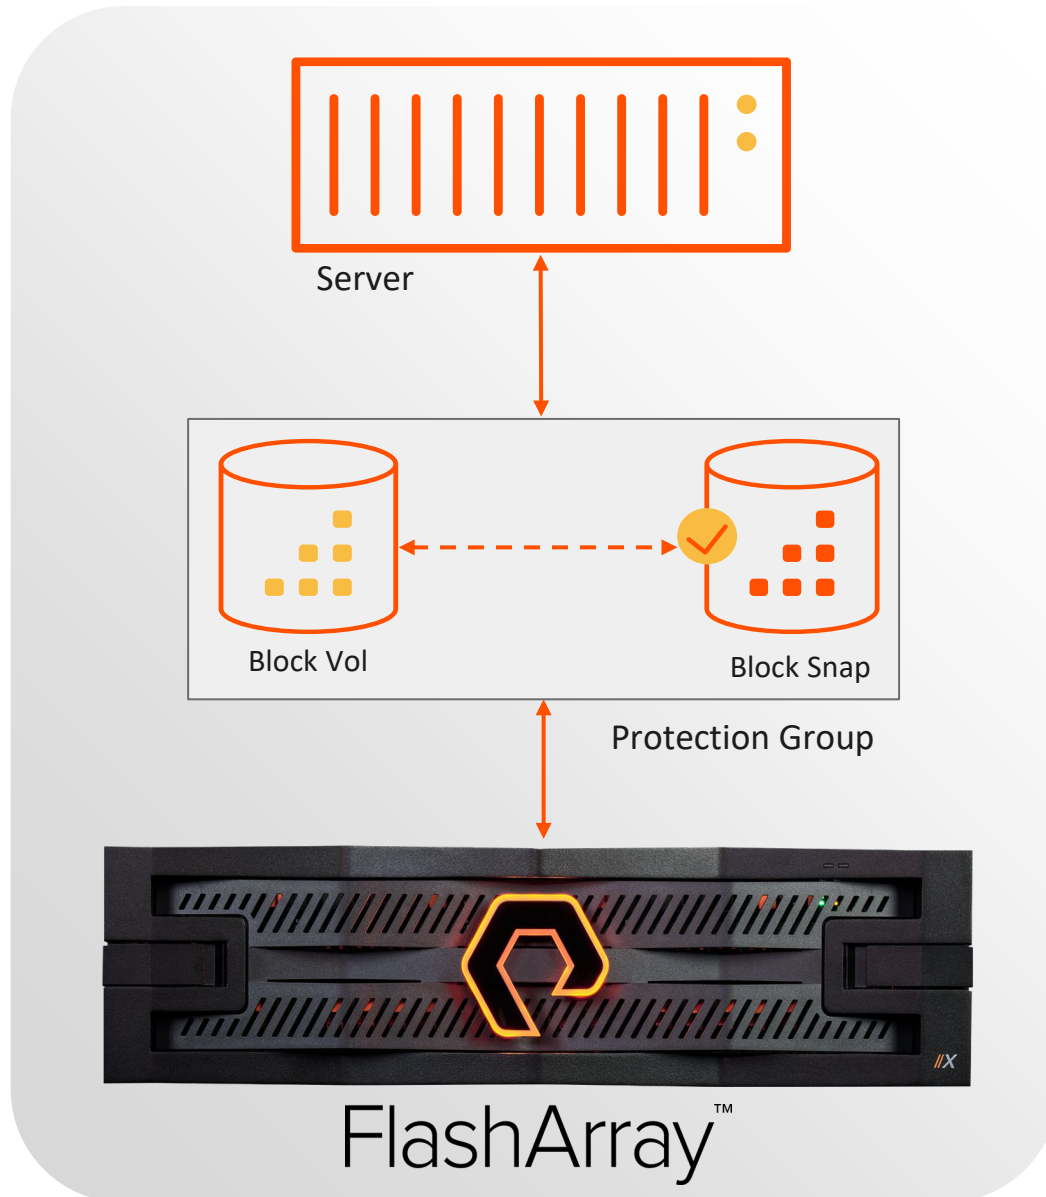 Server
Block Vol
Block Snap
Protection Group
//X
FlashArray™